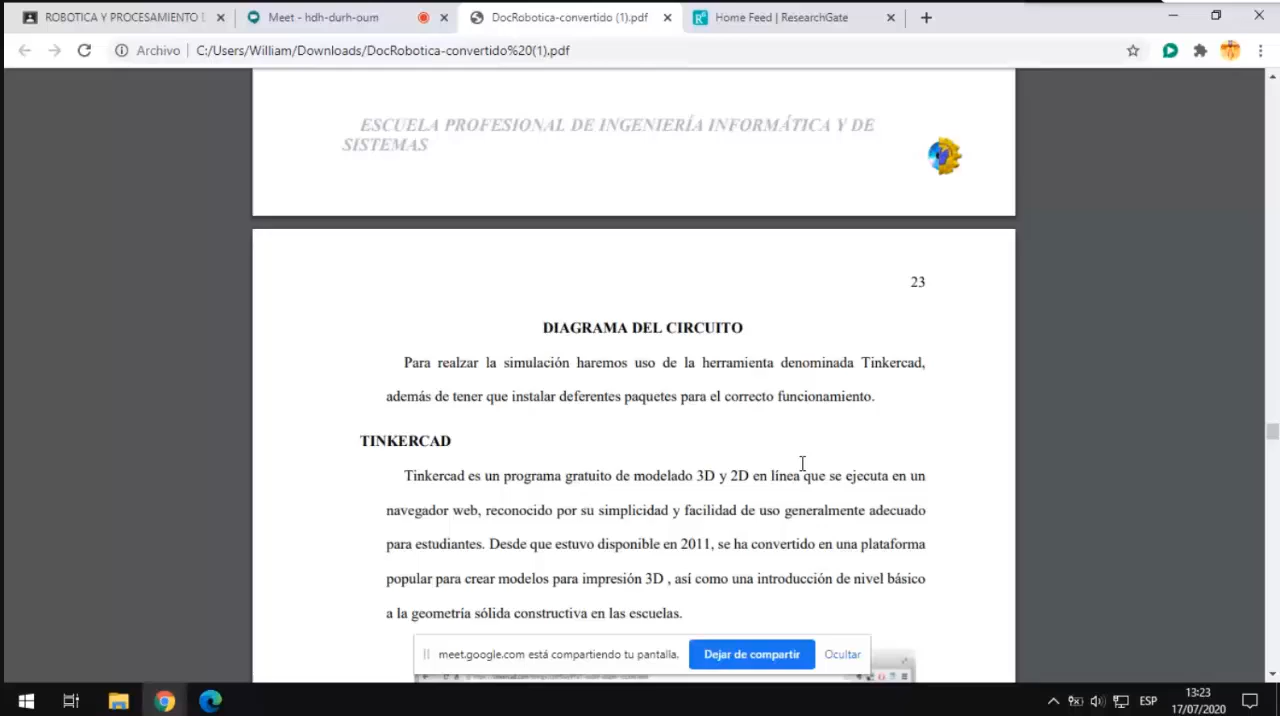 ROBOTICA Y PROCESAMIENTO
Meet - hdh-durh-oum
DocRobotica-convertido (1).pdf
Home Feed | ResearchGate
Archivo
C:/Users/William/Downloads/DocRobotica-convertido%20(1).pdf
ESCUELA PROFESIONAL DE INGENIERÍA INFORMÁTICA Y DE
SISTEMAS
23
DIAGRAMA DEL CIRCUITO
Para realzar la simulación haremos uso de la herramienta denominada Tinkercad,
además de tener que instalar deferentes paquetes para el correcto funcionamiento.
TINKERCAD
Tinkercad es un programa gratuito de modelado 3D y 2D en línea que se ejecuta en un
navegador web, reconocido por su simplicidad y facilidad de uso generalmente adecuado
para estudiantes. Desde que estuvo disponible en 2011, se ha convertido en una plataforma
popular para crear modelos para impresión 3D , así como una introducción de nivel básico
a la geometría sólida constructiva en las escuelas.
meet.google.com está compartiendo tu pantalla.
Dejar de compartir
Ocultar
ESP
13:23
17/07/2020